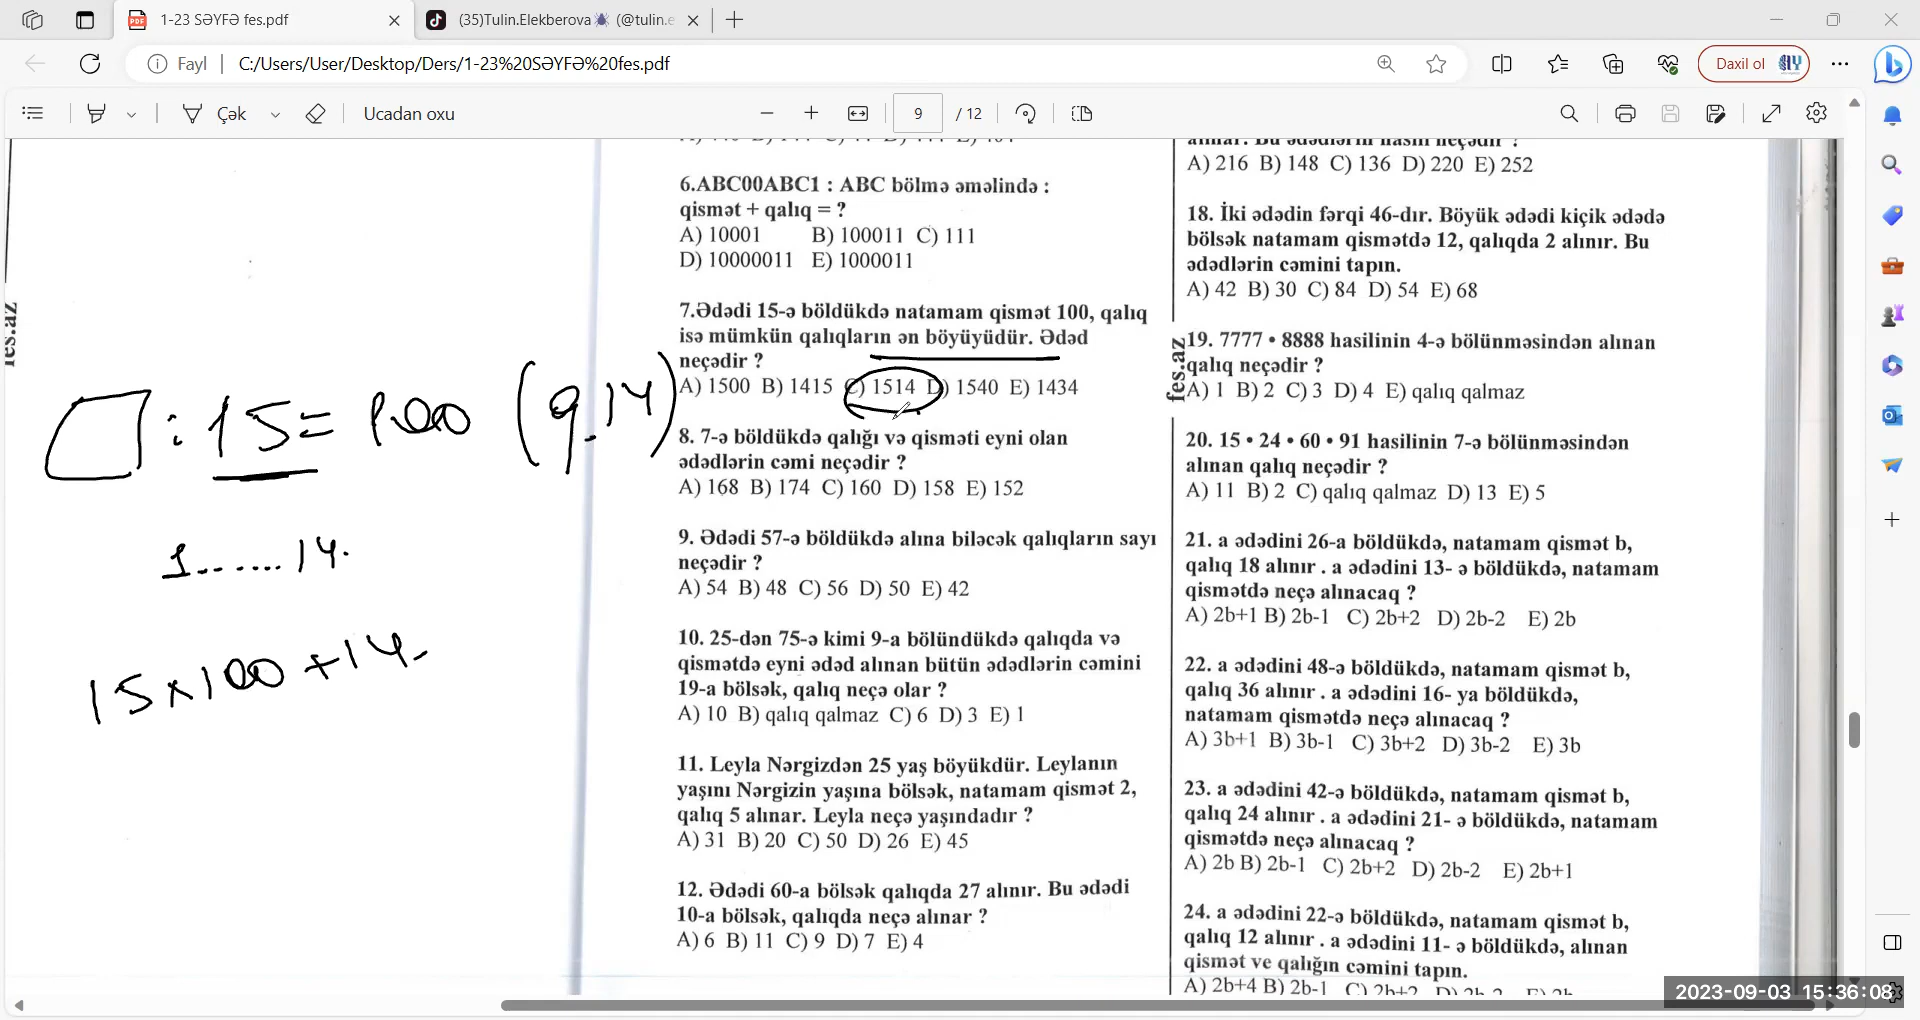 1-23 SƏYFƏ fes.pdf
(35)Tulin.Elekberova🕷 (@tulin.e
Fayl
C:/Users/User/Desktop/Ders/1-23%20SƏYFƏ%20fes.pdf
Daxil ol
Çək
Ucadan oxu
9
/ 12
fes.az
6.ABC00ABC1 : ABC bölmə əməlində :
qismət + qalıq = ?
A) 10001 B) 100011 C) 111
D) 10000011 E) 1000011
7.Ədədi 15-ə böldükdə natamam qismət 100, qalıq
isə mümkün qalıqların ən böyüyüdür. Ədəd
neçədir ?
A) 1500 B) 1415 C) 1514 D) 1540 E) 1434
8. 7-ə böldükdə qalığı və qisməti eyni olan
ədədlərin cəmi neçədir ?
A) 168 B) 174 C) 160 D) 158 E) 152
9. Ədədi 57-ə böldükdə alına biləcək qalıqların sayı
neçədir ?
A) 54 B) 48 C) 56 D) 50 E) 42
10. 25-dən 75-ə kimi 9-a bölündükdə qalıqda və
qismətdə eyni ədəd alınan bütün ədədlərin cəmini
19-a bölsək, qalıq neçə olar ?
A) 10 B) qalıq qalmaz C) 6 D) 3 E) 1
11. Leyla Nərgizdən 25 yaş böyükdür. Leylanın
yaşını Nərgizin yaşına bölsək, natamam qismət 2,
qalıq 5 alınar. Leyla neçə yaşındadır ?
A) 31 B) 20 C) 50 D) 26 E) 45
12. Ədədi 60-a bölsək qalıqda 27 alınır. Bu ədədi
10-a bölsək, qalıqda neçə alınar ?
A) 6 B) 11 C) 9 D) 7 E) 4
: 15 = 100 (q.14)
1....... 14.
15 x 100 + 14.
fes.az
alınar. Bu ədədlərin hasili neçədir ?
A) 216 B) 148 C) 136 D) 220 E) 252
18. İki ədədin fərqi 46-dır. Böyük ədədi kiçik ədədə
bölsək natamam qismətdə 12, qalıqda 2 alınır. Bu
ədədlərin cəmini tapın.
A) 42 B) 30 C) 84 D) 54 E) 68
19. 7777 • 8888 hasilinin 4-ə bölünməsindən alınan
qalıq neçədir ?
A) 1 B) 2 C) 3 D) 4 E) qalıq qalmaz
20. 15 • 24 • 60 • 91 hasilinin 7-ə bölünməsindən
alınan qalıq neçədir ?
A) 11 B) 2 C) qalıq qalmaz D) 13 E) 5
21. a ədədini 26-a böldükdə, natamam qismət b,
qalıq 18 alınır . a ədədini 13- ə böldükdə, natamam
qismətdə neçə alınacaq ?
A) 2b+1 B) 2b-1 C) 2b+2 D) 2b-2 E) 2b
22. a ədədini 48-ə böldükdə, natamam qismət b,
qalıq 36 alınır . a ədədini 16- ya böldükdə,
natamam qismətdə neçə alınacaq ?
A) 3b+1 B) 3b-1 C) 3b+2 D) 3b-2 E) 3b
23. a ədədini 42-ə böldükdə, natamam qismət b,
qalıq 24 alınır . a ədədini 21- ə böldükdə, natamam
qismətdə neçə alınacaq ?
A) 2b B) 2b-1 C) 2b+2 D) 2b-2 E) 2b+1
24. a ədədini 22-ə böldükdə, natamam qismət b,
qalıq 12 alınır . a ədədini 11- ə böldükdə, alınan
qismət ve qalığın cəmini tapın.
A) 2b+4 B) 2b-1 C) 2b+2 D) 2b-2 E) 2b
2023-09-03 15:36:08